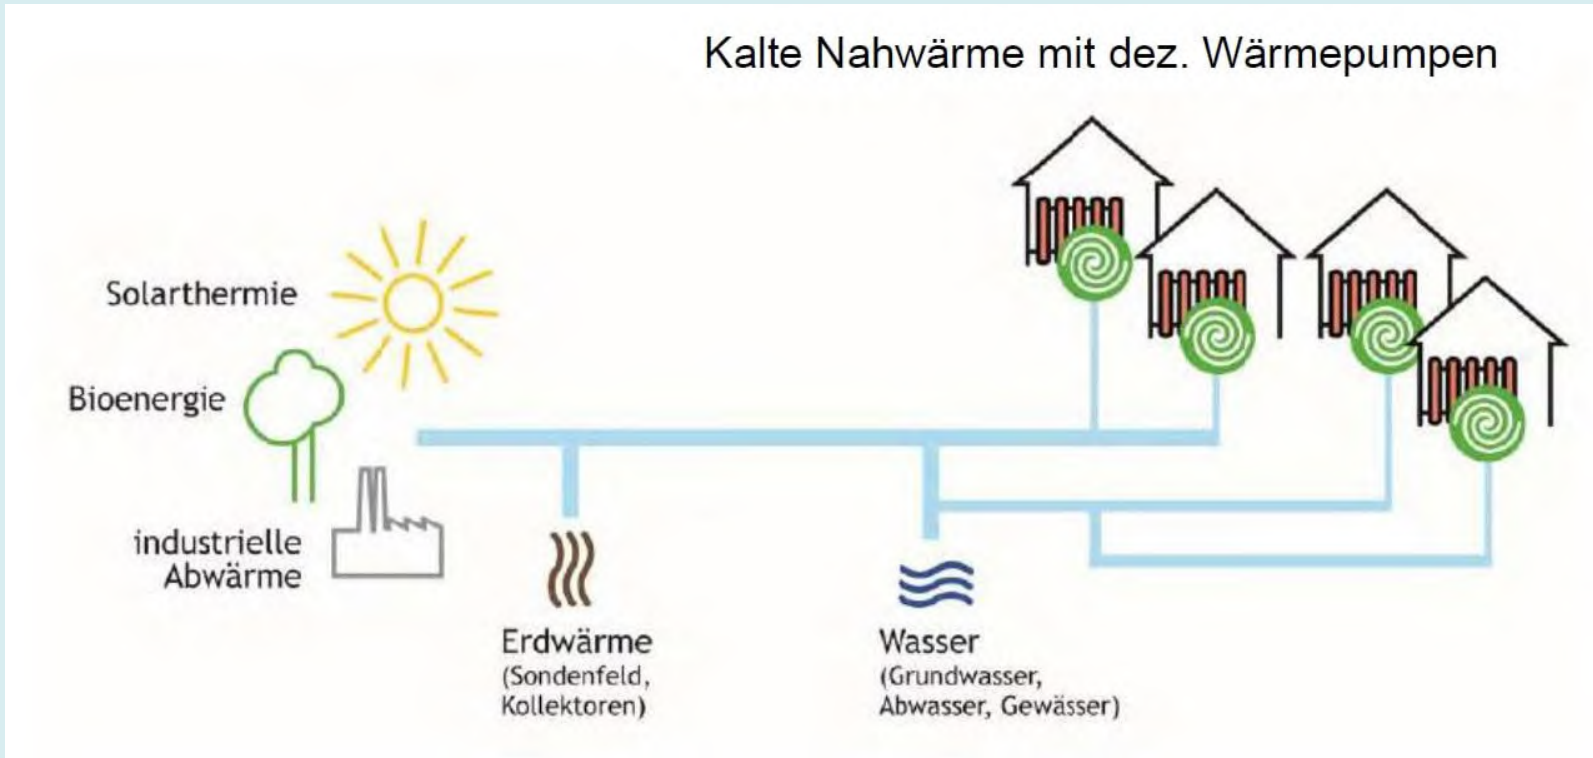 Kalte Nahwärme mit dez. Wärmepumpen
Solarthermie
Bioenergie
industrielle
Abwärme
Erdwärme
(Sondenfeld,
Kollektoren)
Wasser
(Grundwasser,
Abwasser, Gewässer)